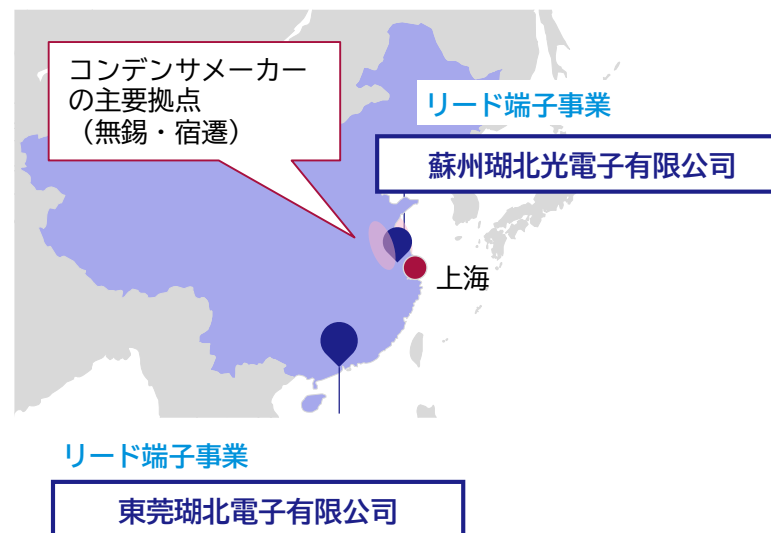 コンデンサメーカー
の主要拠点
（無錫・宿遷）
リード端子事業
蘇州瑚北光電子有限公司
上海
リード端子事業
東莞瑚北電子有限公司